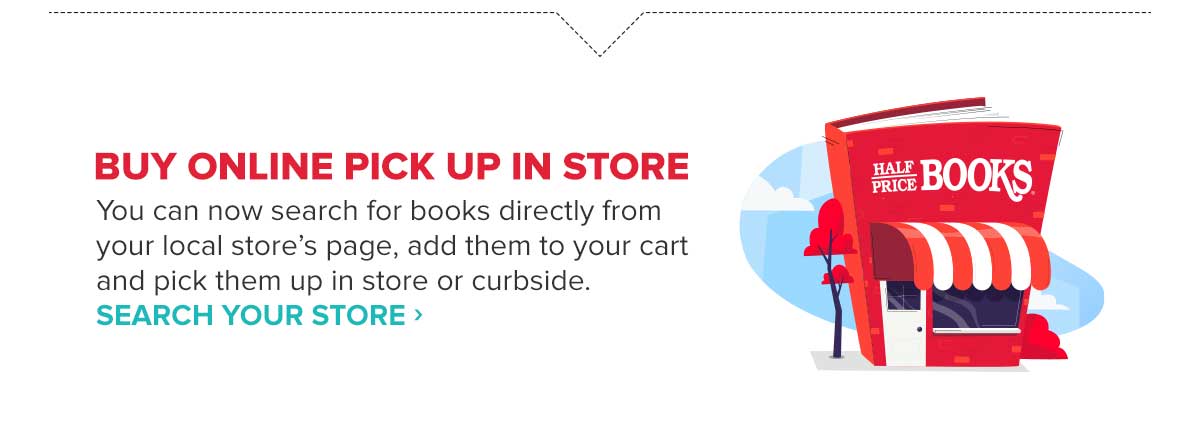 BUY ONLINE PICK UP IN STORE
You can now search for books directly from
your local store’s page, add them to your cart
and pick them up in store or curbside.
SEARCH YOUR STORE ›
HALF
PRICE
BOOKS